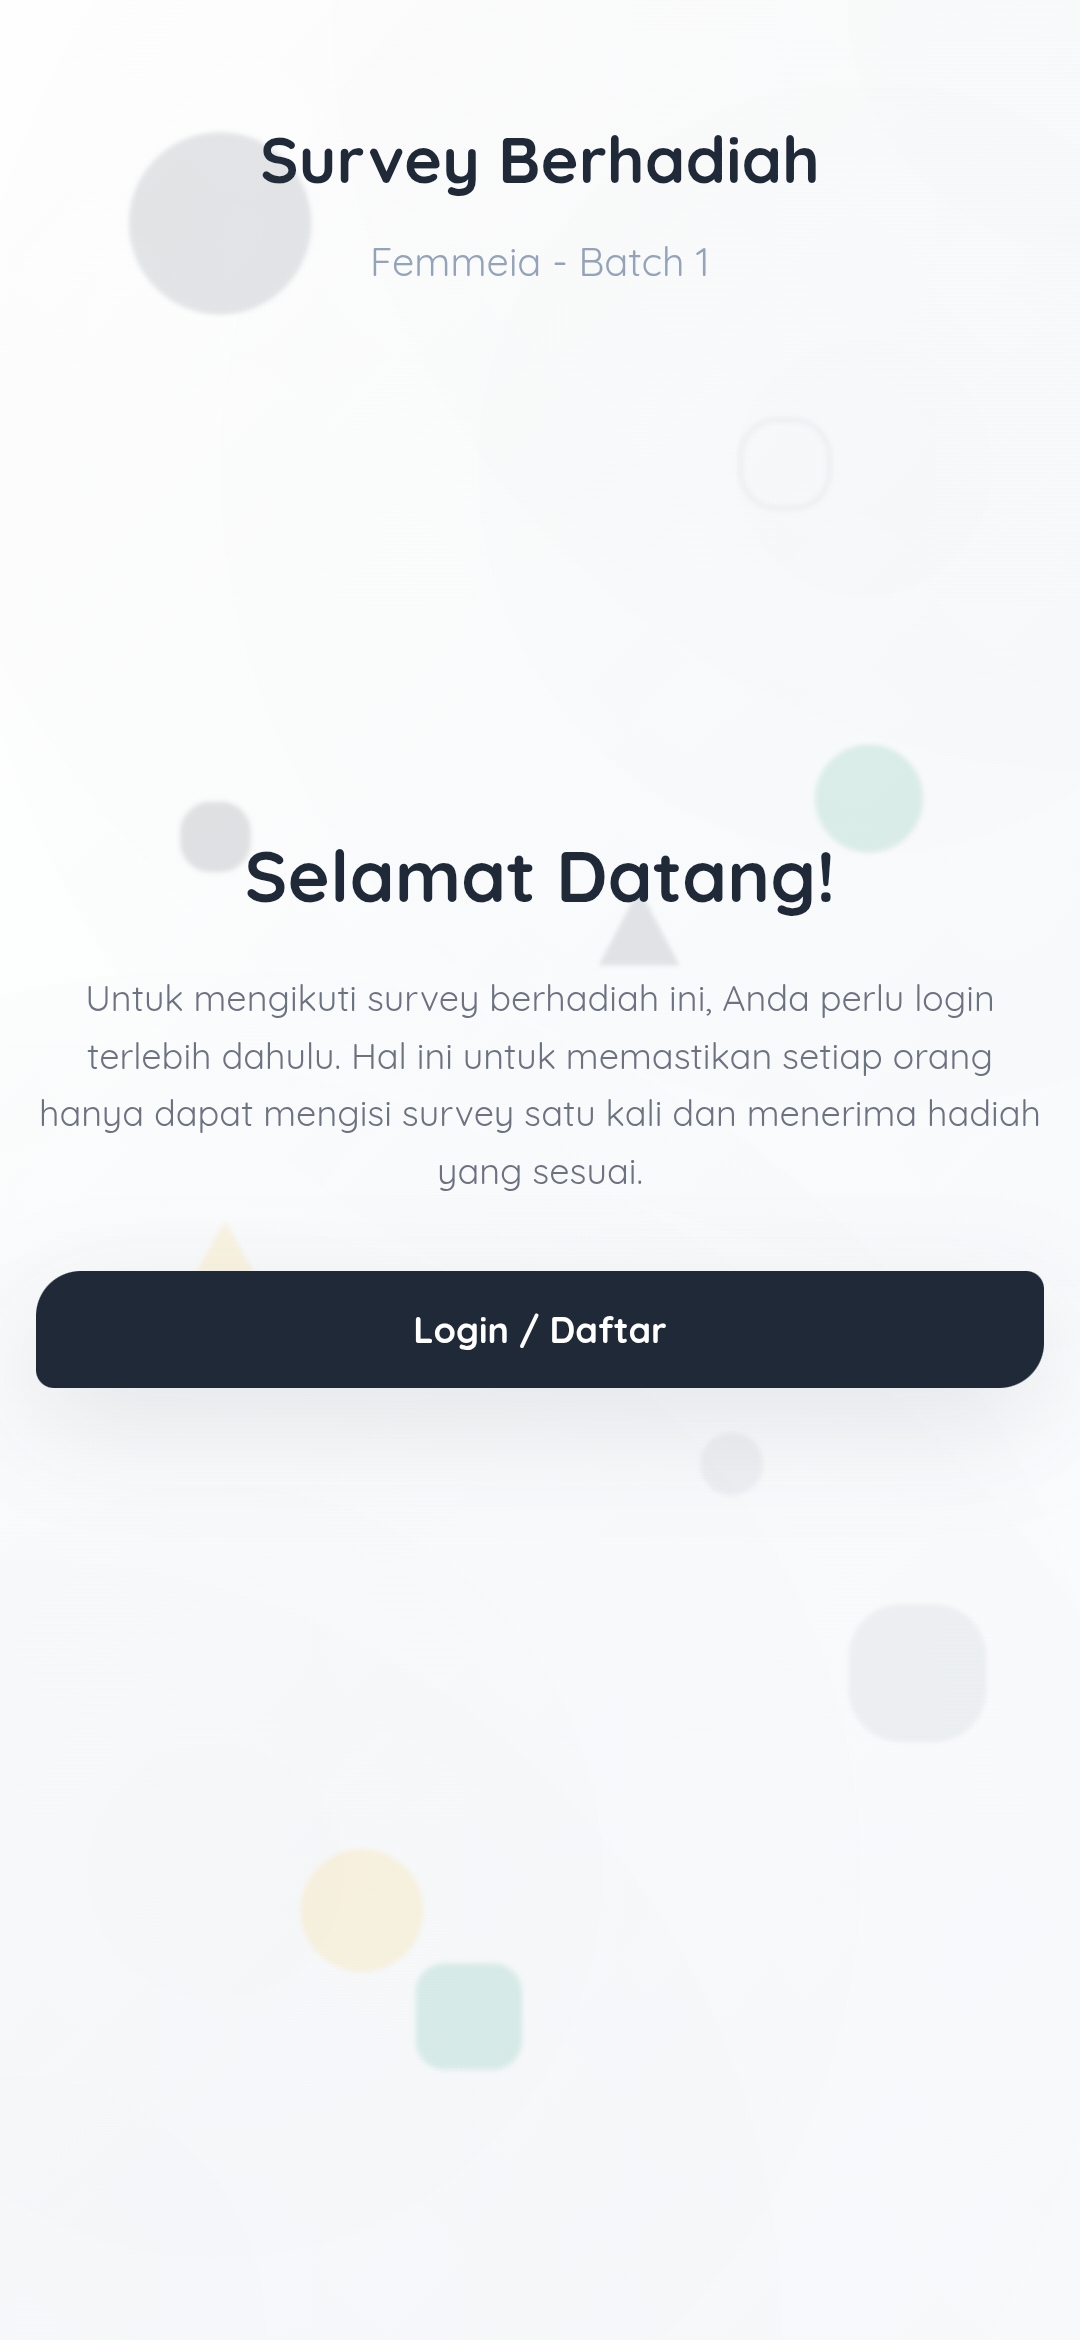 Survey Berhadiah
Femmeia - Batch 1
Selamat Datang!
Untuk mengikuti survey berhadiah ini, Anda perlu login
terlebih dahulu. Hal ini untuk memastikan setiap orang
hanya dapat mengisi survey satu kali dan menerima hadiah
yang sesuai.
Login / Daftar